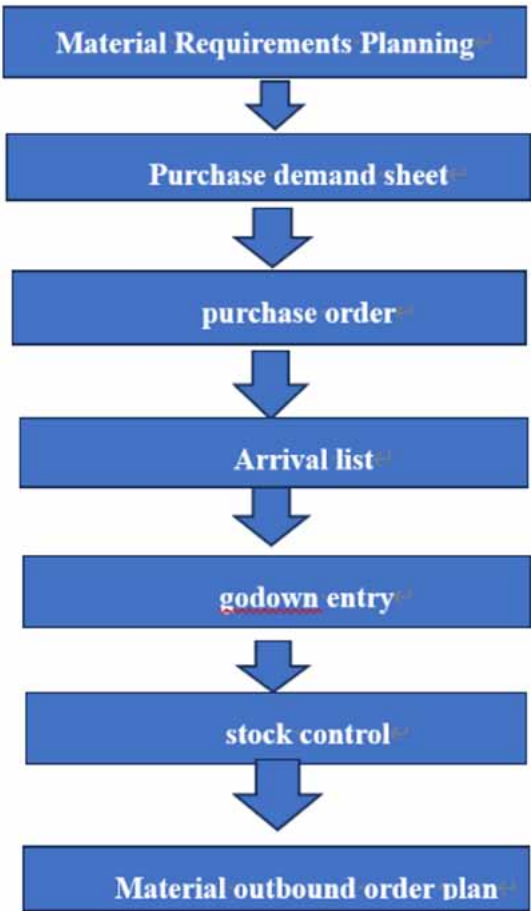 Material Requirements Planning
Purchase demand sheet
purchase order
Arrival list
godown entry
stock control
Material outbound order plan